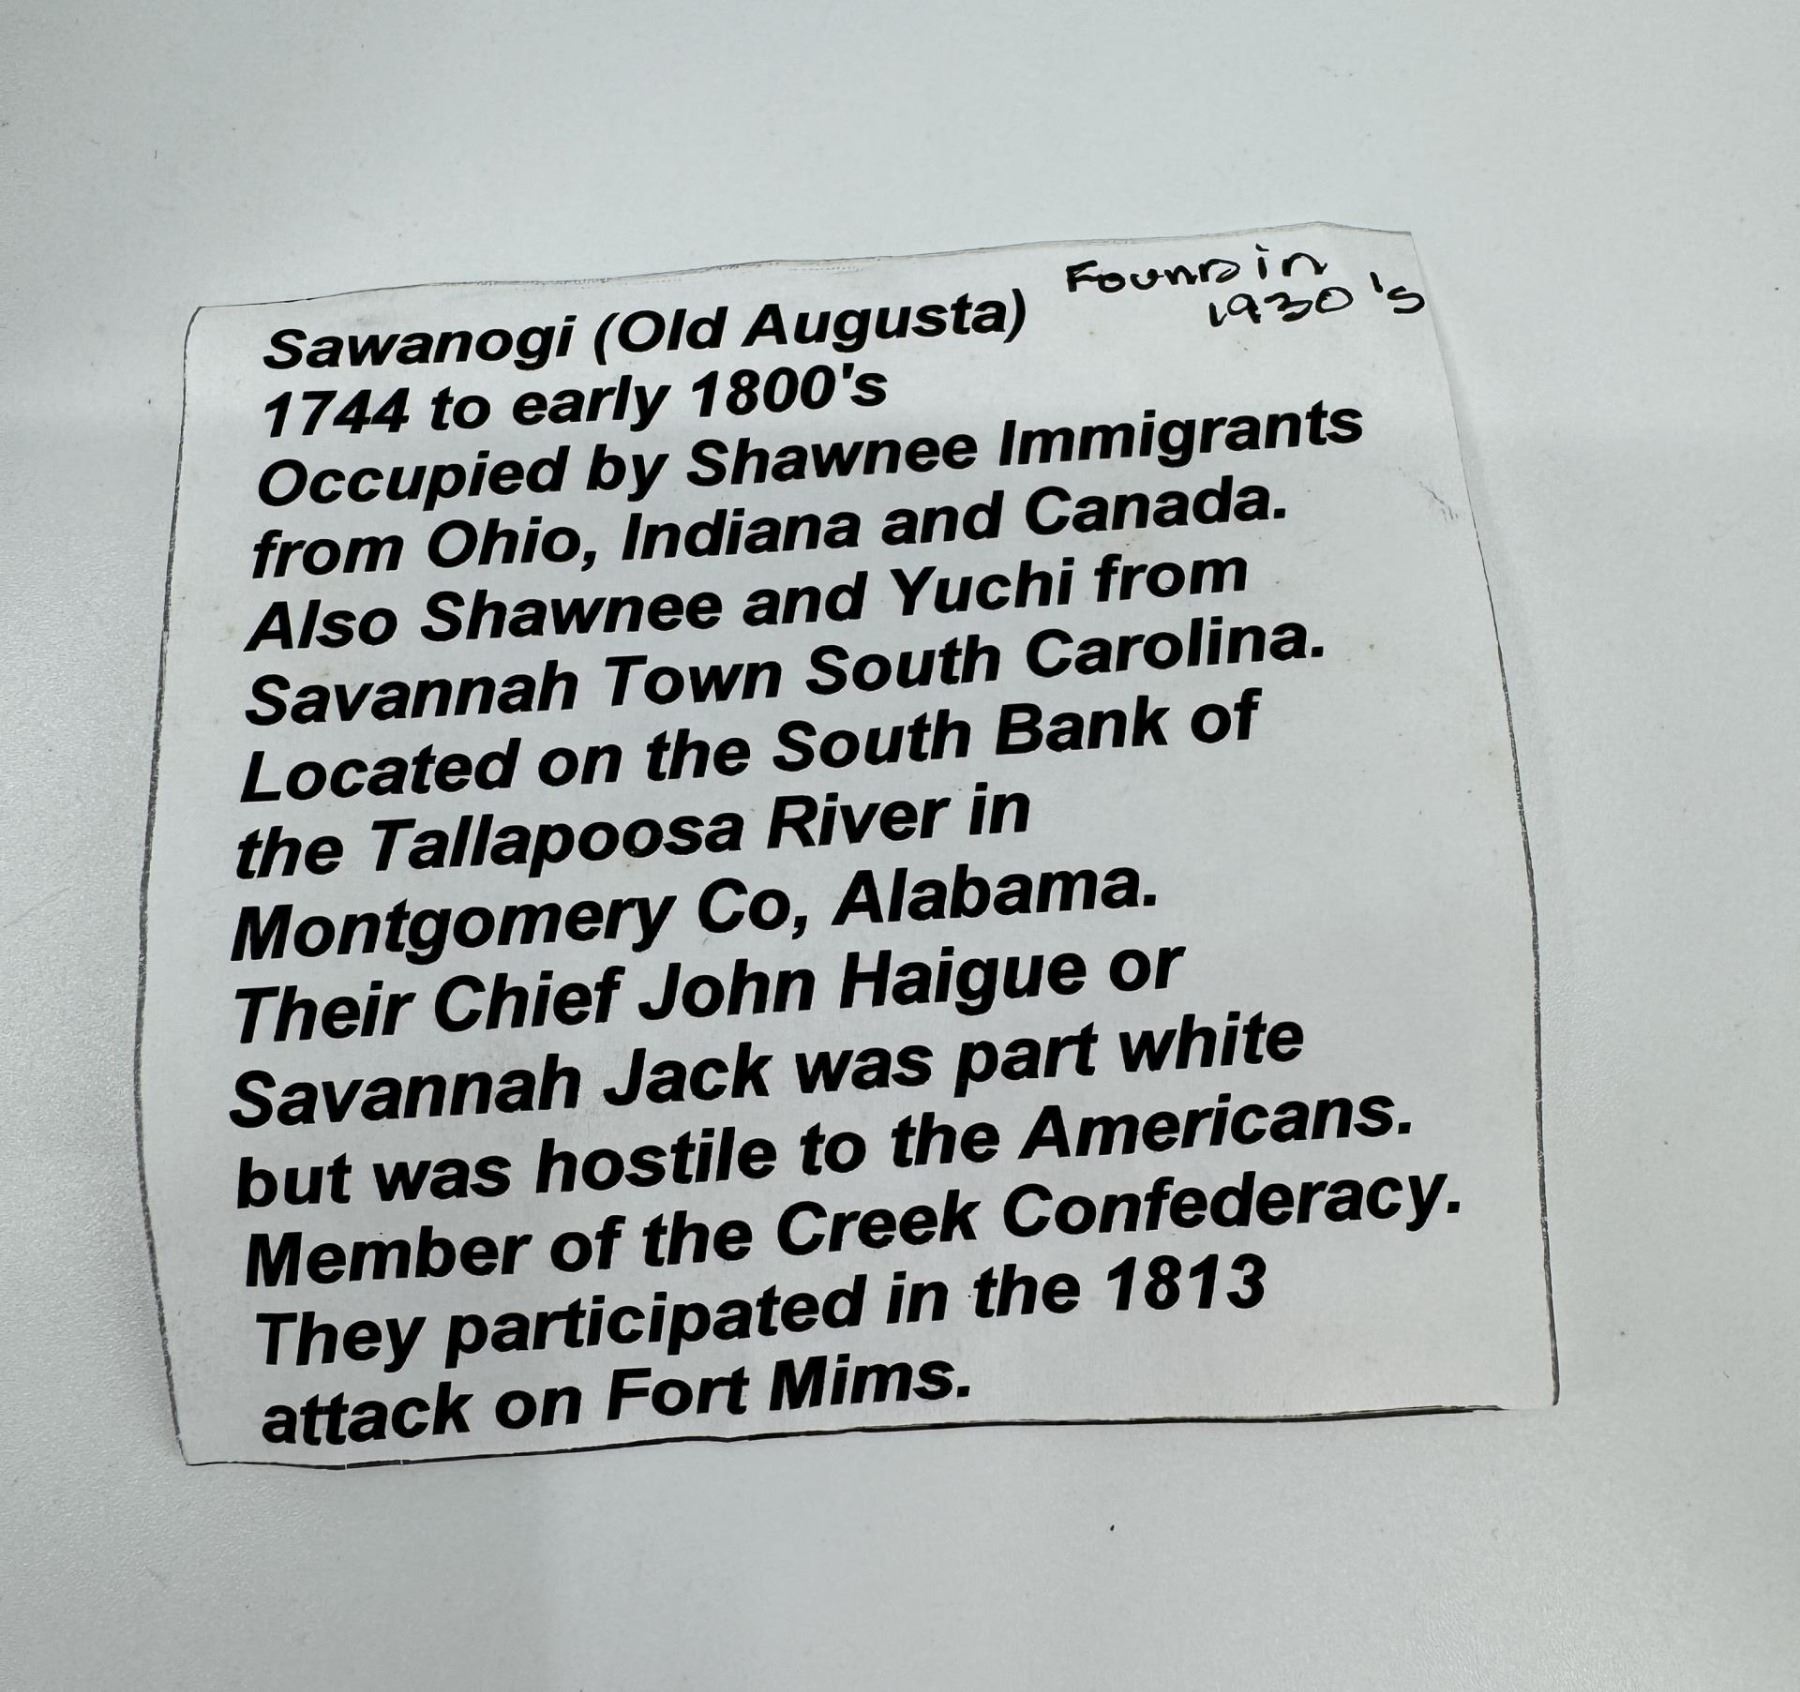 Found in
1930's
Sawanogi (Old Augusta)
1744 to early 1800's
Occupied by Shawnee Immigrants
from Ohio, Indiana and Canada.
Also Shawnee and Yuchi from
Savannah Town South Carolina.
Located on the South Bank of
the Tallapoosa River in
Montgomery Co, Alabama.
Their Chief John Haigue or
Savannah Jack was part white
but was hostile to the Americans.
Member of the Creek Confederacy.
They participated in the 1813
attack on Fort Mims.